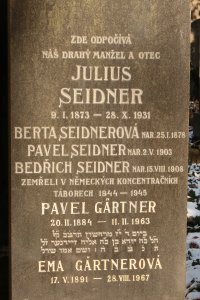 ZDE ODPOČÍVÁ
NÁŠ DRAHÝ MANŽEL A OTEC
JULIUS
SEIDNER
9. I. 1873 — 28. X. 1931
BERTA SEIDNEROVÁ NAR. 25. I. 1876
PAVEL SEIDNER NAR. 2. V. 1903
BEDŘICH SEIDNER NAR. 15. VIII. 1908
ZEMŘELI V NĚMECKÝCH KONCENTRAČNÍCH
TÁBORECH 1944 — 1945
PAVEL GÄRTNER
20. II. 1884 — 11. II. 1963
EMA GÄRTNEROVÁ
17. V. 1891 — 28. VIII. 1967